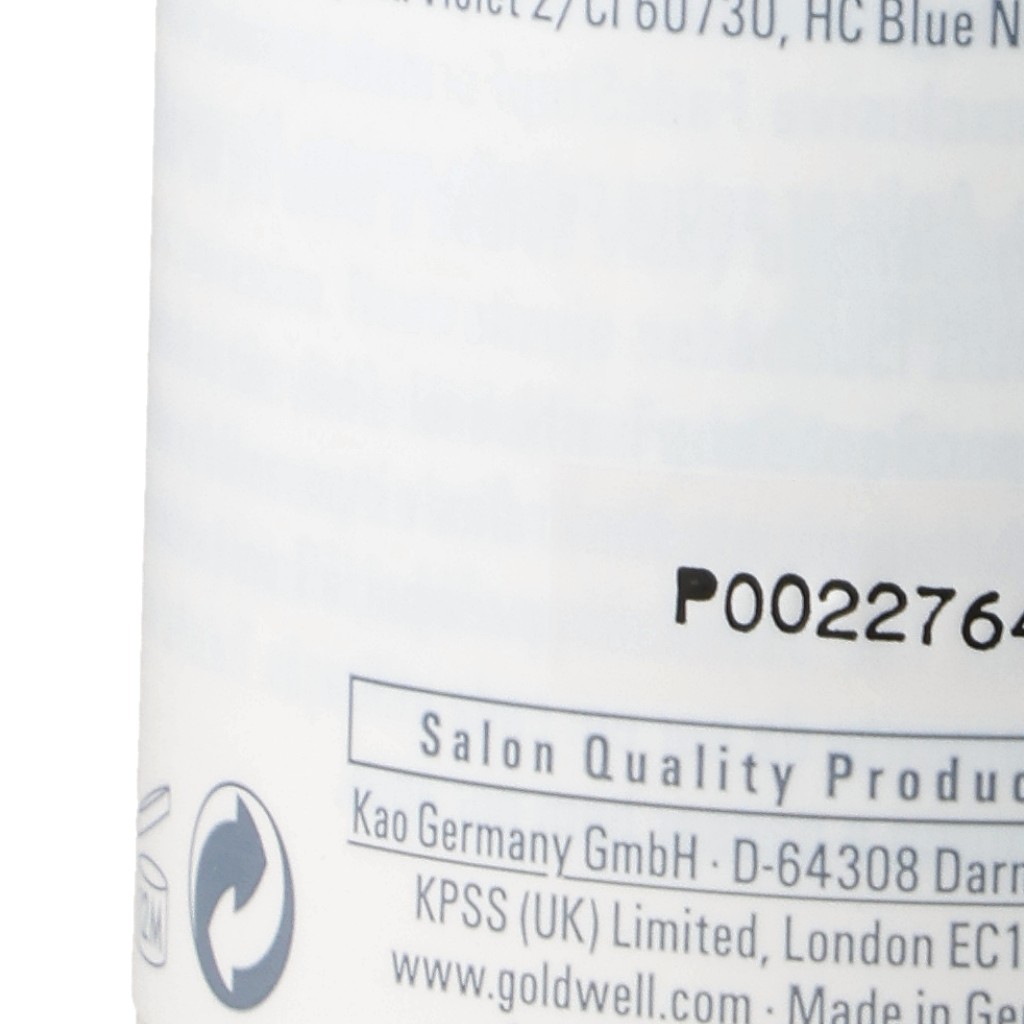 Violet 2/CI 60730, HC Blue N
P002276
Salon Quality Produc
Kao Germany GmbH · D-64308 Darm
KPSS (UK) Limited, London EC1
www.goldwell.com · Made in Ge
12M